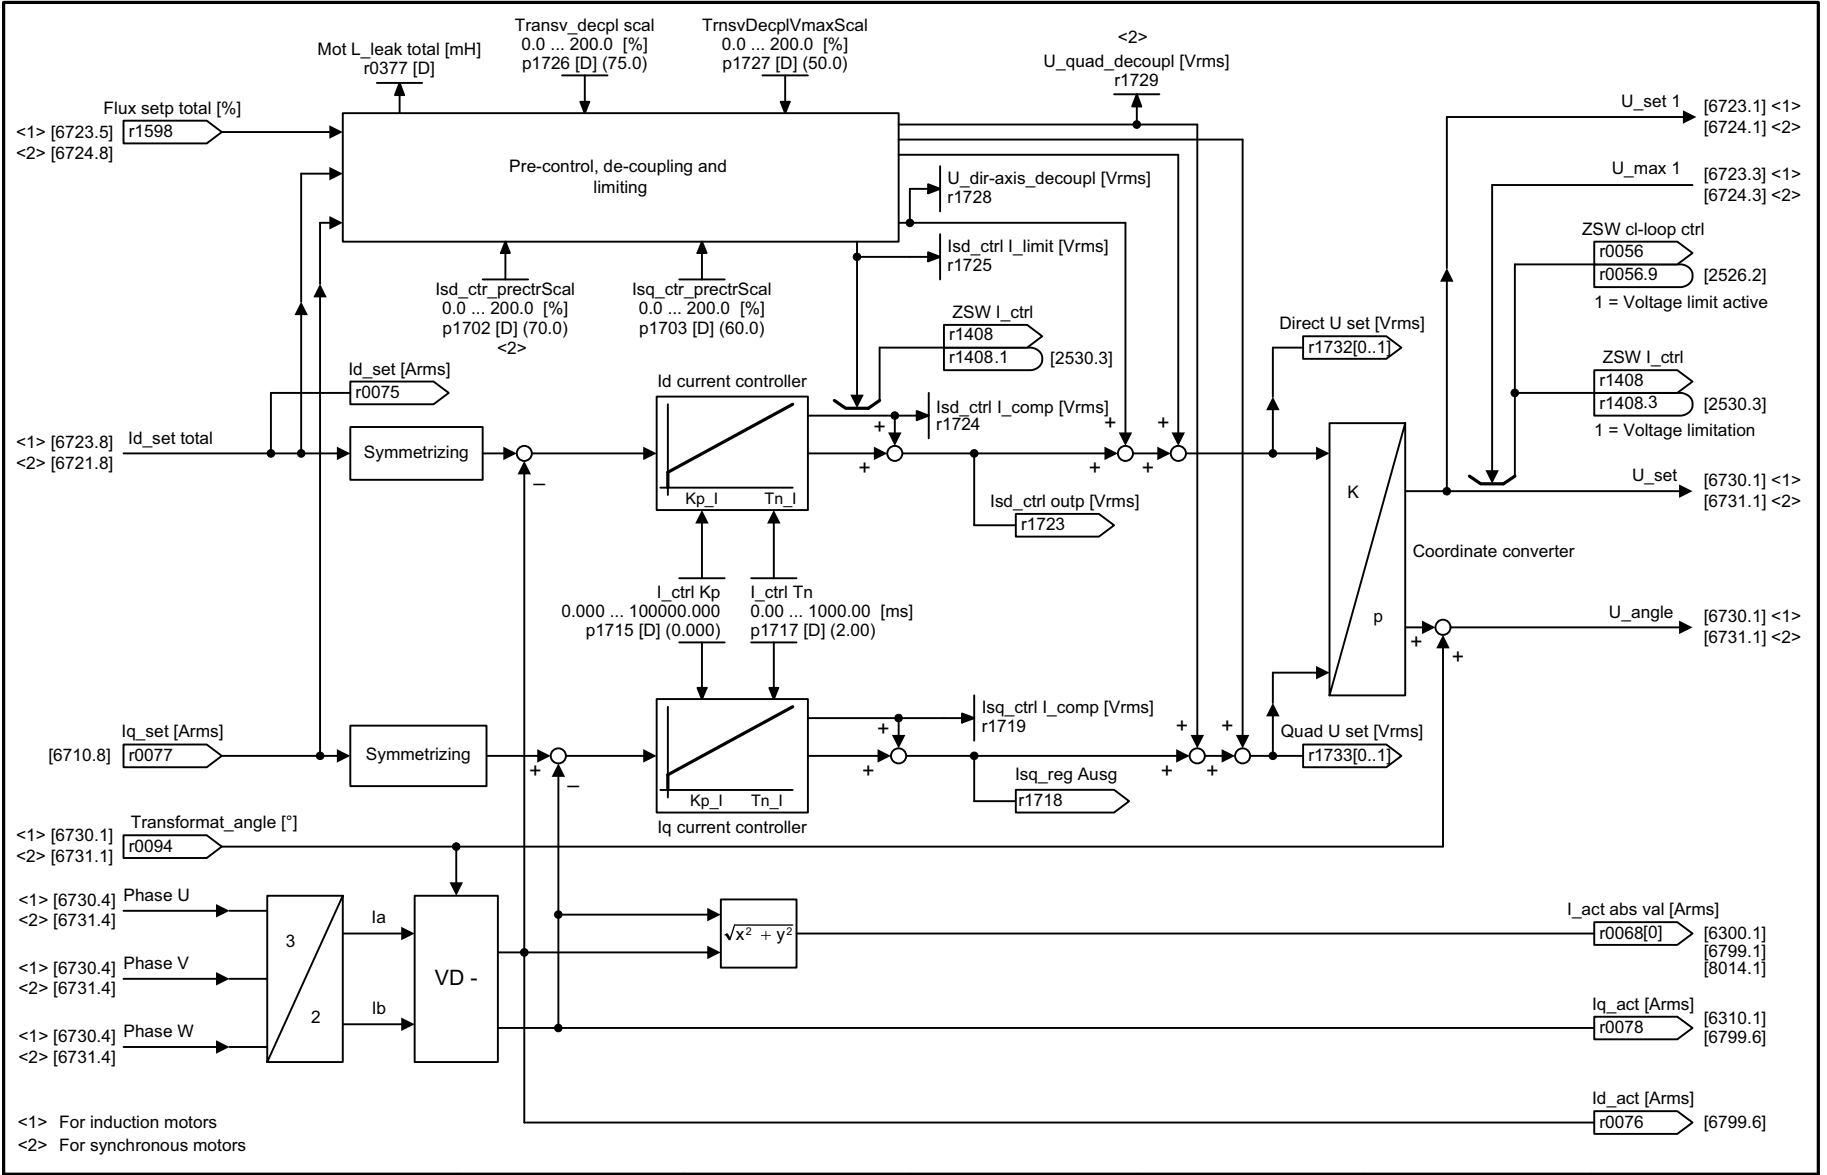 Transv_decpl scal
0.0 ... 200.0 [%]
p1726 [D] (75.0)
TrnsvDecplVmaxScal
0.0 ... 200.0 [%]
p1727 [D] (50.0)
Mot L_leak total [mH]
r0377 [D]
<2>
U_quad_decoupl [Vrms]
r1729
Flux setp total [%]
<1> [6723.5]
<2> [6724.8]
r1598
Pre-control, de-coupling and
limiting
U_dir-axis_decoupl [Vrms]
r1728
Isd_ctrl I_limit [Vrms]
r1725
U_set 1
[6723.1] <1>
[6724.1] <2>
U_max 1
[6723.3] <1>
[6724.3] <2>
ZSW cl-loop ctrl
r0056
r0056.9
[2526.2]
1 = Voltage limit active
Isd_ctr_prectrScal
0.0 ... 200.0 [%]
p1702 [D] (70.0)
<2>
Isq_ctr_prectrScal
0.0 ... 200.0 [%]
p1703 [D] (60.0)
ZSW I_ctrl
r1408
r1408.1
[2530.3]
Direct U set [Vrms]
r1732[0..1]
ZSW I_ctrl
r1408
r1408.3
[2530.3]
1 = Voltage limitation
Id_set [Arms]
r0075
Id current controller
Isd_ctrl I_comp [Vrms]
r1724
<1> [6723.8]
<2> [6721.8]
Id_set total
Symmetrizing
–
Kp_I
Tn_I
+
+
+
+
+
+
Isd_ctrl outp [Vrms]
r1723
K
p
Coordinate converter
U_set
[6730.1] <1>
[6731.1] <2>
I_ctrl Kp
0.000 ... 100000.000
p1715 [D] (0.000)
I_ctrl Tn
0.00 ... 1000.00 [ms]
p1717 [D] (2.00)
U_angle
[6730.1] <1>
[6731.1] <2>
+
+
Iq_set [Arms]
[6710.8]
r0077
Symmetrizing
+
–
Kp_I
Tn_I
Iq current controller
Isq_ctrl I_comp [Vrms]
r1719
+
+
+
+
+
+
Isq_reg Ausg
r1718
Quad U set [Vrms]
r1733[0..1]
Transformat_angle [°]
<1> [6730.1]
<2> [6731.1]
r0094
<1> [6730.4]
<2> [6731.4]
Phase U
<1> [6730.4]
<2> [6731.4]
Phase V
<1> [6730.4]
<2> [6731.4]
Phase W
3
2
Ia
Ib
VD -
√x² + y²
I_act abs val [Arms]
r0068[0]
[6300.1]
[6799.1]
[8014.1]
Iq_act [Arms]
r0078
[6310.1]
[6799.6]
Id_act [Arms]
r0076
[6799.6]
<1> For induction motors
<2> For synchronous motors